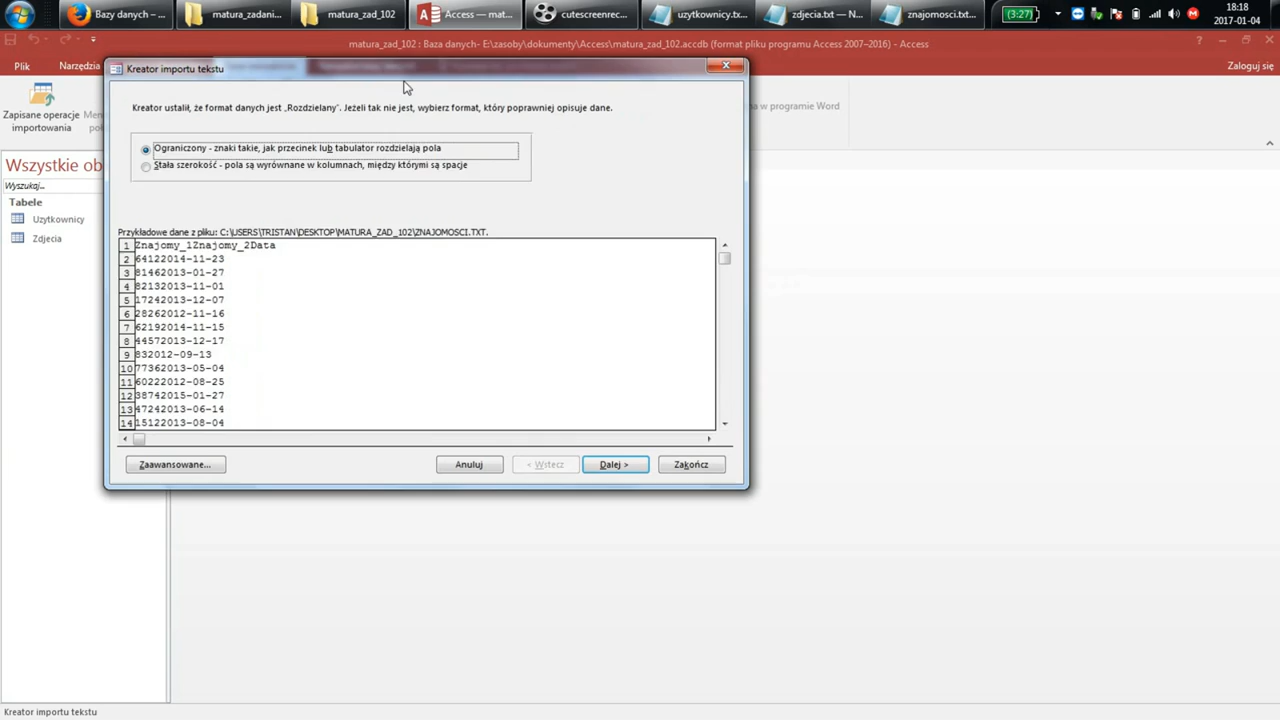 Bazy danych – ...
matura_zadani...
matura_zad_102
Access — mat...
cutescreenrec...
uzytkownicy.tx...
zdjecia.txt — N...
znajomosci.txt...
(3:27)
18:18
2017-01-04
matura_zad_102 : Baza danych- E:\zasoby\dokumenty\Access\matura_zad_102.accdb (format pliku programu Access 2007–2016) - Access
Plik
Narzędzia
Zaloguj się
Zapisane operacje
importowania
a w programie Word
Wszystkie ob
Wyszukaj...
Tabele
Uzytkownicy
Zdjecia
Kreator importu tekstu
Kreator ustalił, że format danych jest „Rozdzielany”. Jeżeli tak nie jest, wybierz format, który poprawniej opisuje dane.
Ograniczony - znaki takie, jak przecinek lub tabulator rozdzielają pola
Stała szerokość - pola są wyrównane w kolumnach, między którymi są spacje
Przykładowe dane z pliku: C:\USERS\TRISTAN\DESKTOP\MATURA_ZAD_102\ZNAJOMOSCI.TXT.
1 Znajomy_1Znajomy_2Data
2 64122014-11-23
3 81462013-01-27
4 82132013-11-01
5 17242013-12-07
6 28262012-11-16
7 62192014-11-15
8 44572013-12-17
9 832012-09-13
10 77362013-05-04
11 60222012-08-25
12 38742015-01-27
13 47242013-06-14
14 15122013-08-04
Zaawansowane...
Anuluj
< Wstecz
Dalej >
Zakończ
Kreator importu tekstu